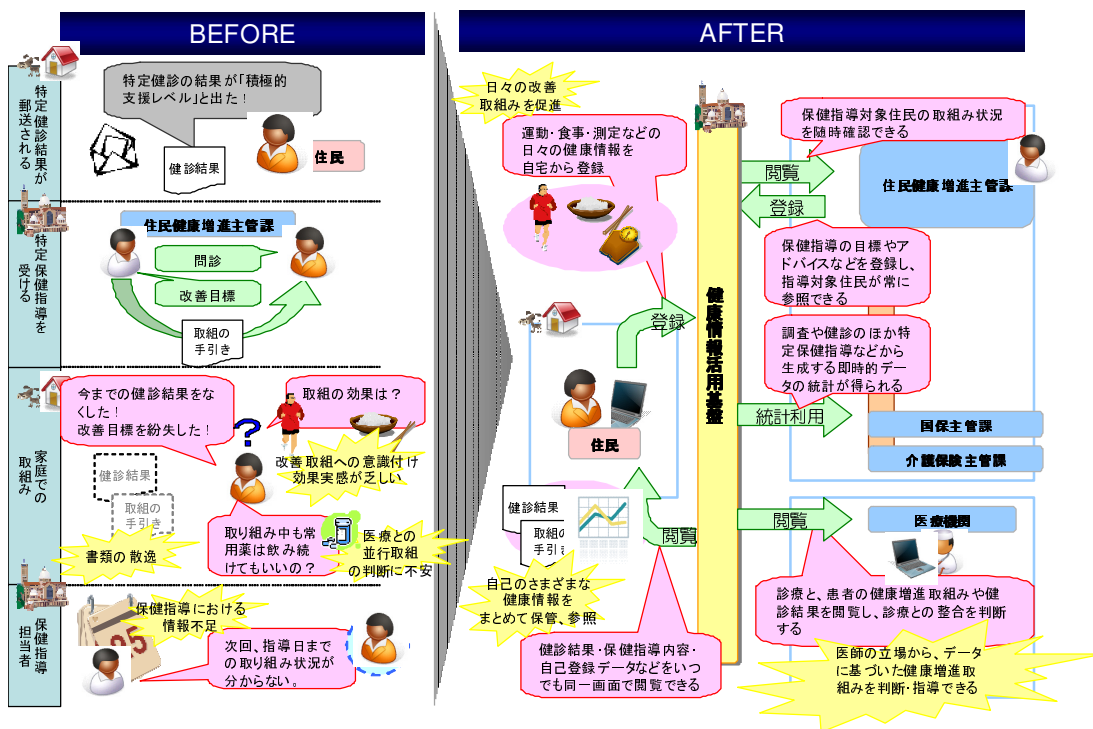 BEFORE
特定健診結果が
郵送される
特定健診の結果が「積極的
支援レベル」と出た！
健診結果
住民
特定保健指導を
受ける
住民健康増進主管課
問診
改善目標
取組の
手引き
家庭での
取組み
今までの健診結果をな
くした！
改善目標を紛失した！
取組の効果は？
?
改善取組への意識付け
効果実感が乏しい
健診結果
取組の
手引き
書類の散逸
取り組み中も常
用薬は飲み続
けてもいいの？
医療との
並行取組
の判断に不安
保健指導
担当者
保健指導における
情報不足
次回、指導日まで
の取り組み状況が
分からない。
AFTER
日々の改善
取組みを促進
運動・食事・測定などの
日々の健康情報を
自宅から登録
登録
住民
健診結果
取組
手引
閲覧
自己のさまざまな
健康情報を
まとめて保管、参照
健診結果・保健指導内容・
自己登録データなどをいつ
でも同一画面で閲覧できる
健康情報活用基盤
保健指導対象住民の取組み状況
を随時確認できる
閲覧
住民健康増進主管課
登録
保健指導の目標やア
ドバイスなどを登録し、
指導対象住民が常に
参照できる
調査や健診のほか特
定保健指導などから
生成する即時的デー
タの統計が得られる
統計利用
国保主管課
介護保険主管課
閲覧
医療機関
診療と、患者の健康増進取組みや健
診結果を閲覧し、診療との整合を判断
する
医師の立場から、データ
に基づいた健康増進取
組みを判断・指導できる